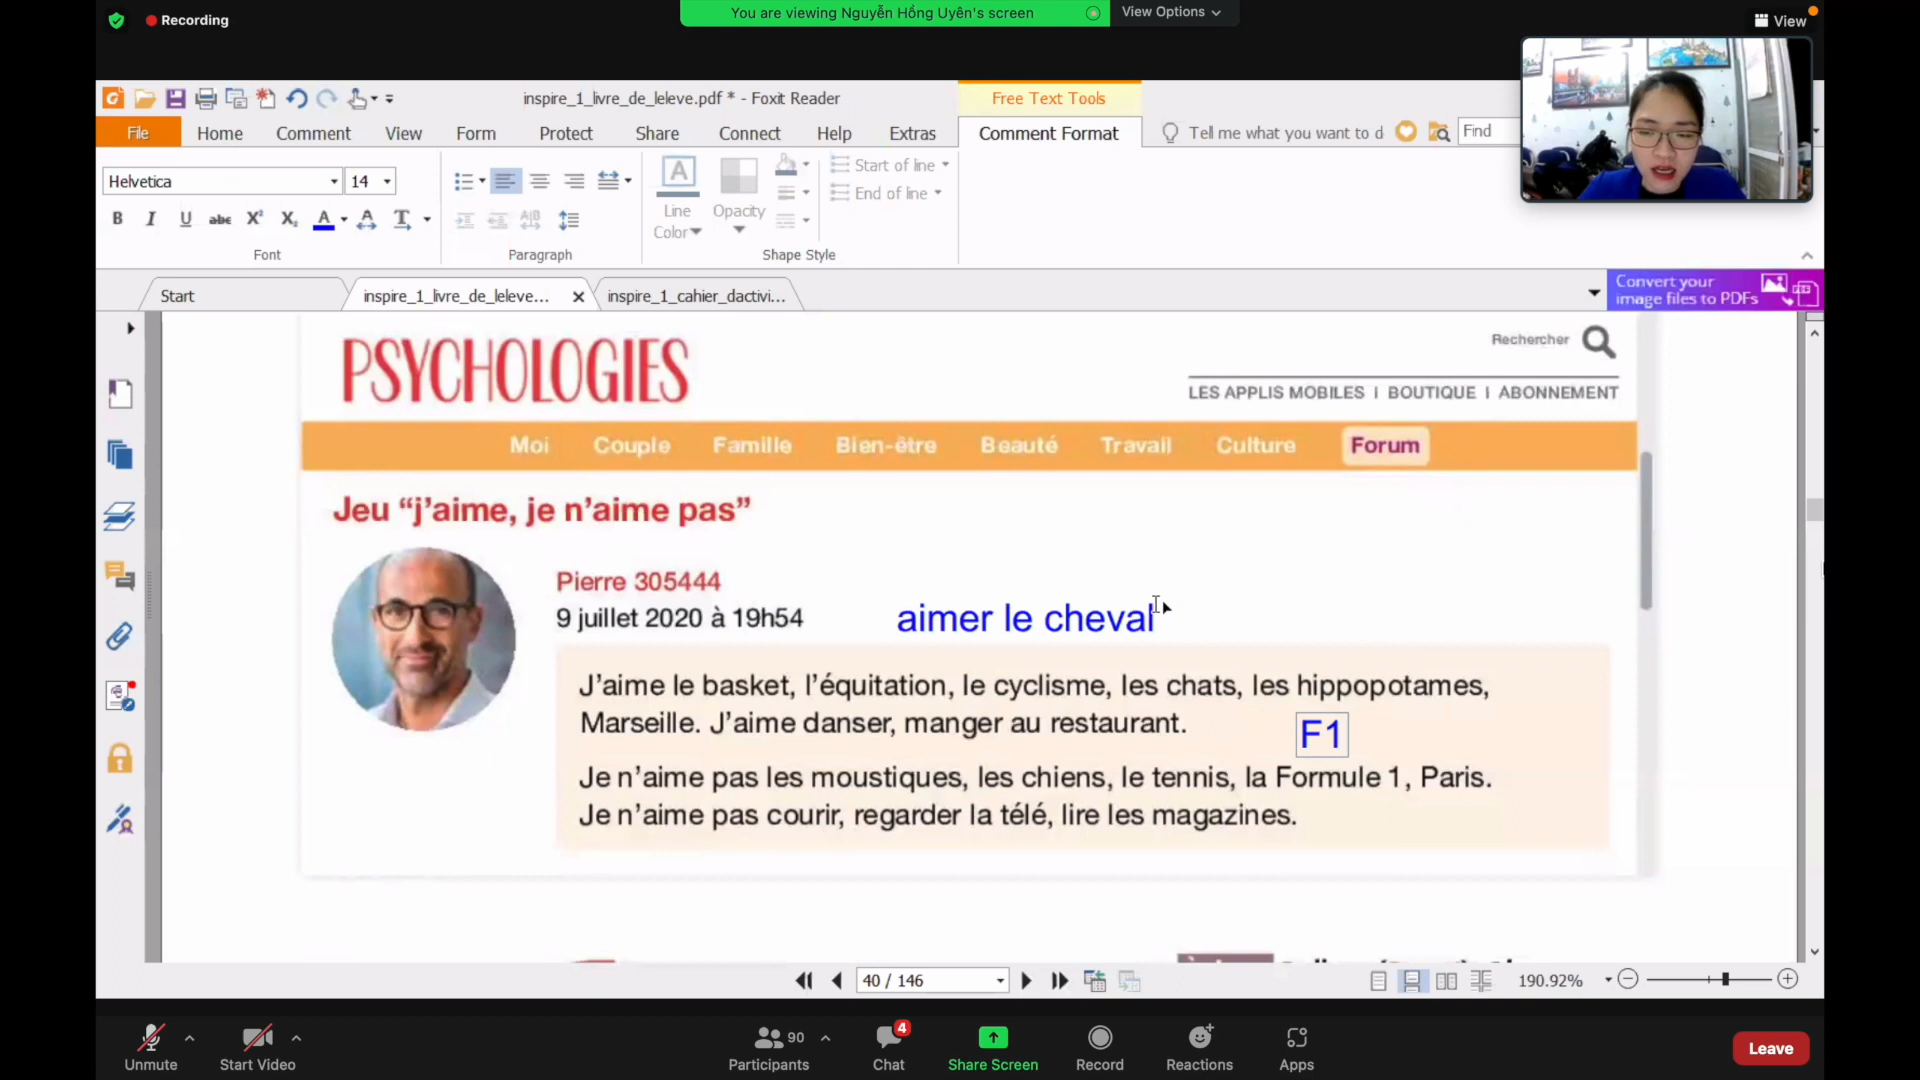 Recording
You are viewing Nguyễn Hồng Uyên's screen
View Options
View
inspire_1_livre_de_leleve.pdf * - Foxit Reader
Free Text Tools
File
Home
Comment
View
Form
Protect
Share
Connect
Help
Extras
Comment Format
Tell me what you want to d
Find
Helvetica
14
Start of line
End of line
Line
Color
Opacity
Font
Paragraph
Shape Style
Start
inspire_1_livre_de_leleve...
inspire_1_cahier_dactivi...
Convert your
image files to PDFs
PSYCHOLOGIES
Rechercher
LES APPLIS MOBILES I BOUTIQUE I ABONNEMENT
Moi
Couple
Famille
Bien-être
Beauté
Travail
Culture
Forum
Jeu “j’aime, je n’aime pas”
Pierre 305444
9 juillet 2020 à 19h54
aimer le cheval
J’aime le basket, l’équitation, le cyclisme, les chats, les hippopotames,
Marseille. J’aime danser, manger au restaurant.
F1
Je n’aime pas les moustiques, les chiens, le tennis, la Formule 1, Paris.
Je n’aime pas courir, regarder la télé, lire les magazines.
40 / 146
190.92%
Unmute
Start Video
90
Participants
4
Chat
Share Screen
Record
Reactions
Apps
Leave